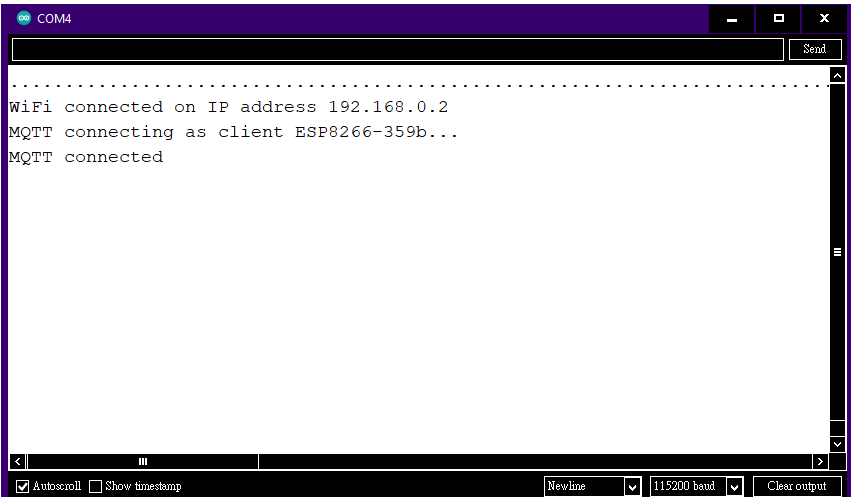 COM4
Send
...........................................................................
WiFi connected on IP address 192.168.0.2
MQTT connecting as client ESP8266-359b...
MQTT connected
Autoscroll Show timestamp Newline 115200 baud Clear output